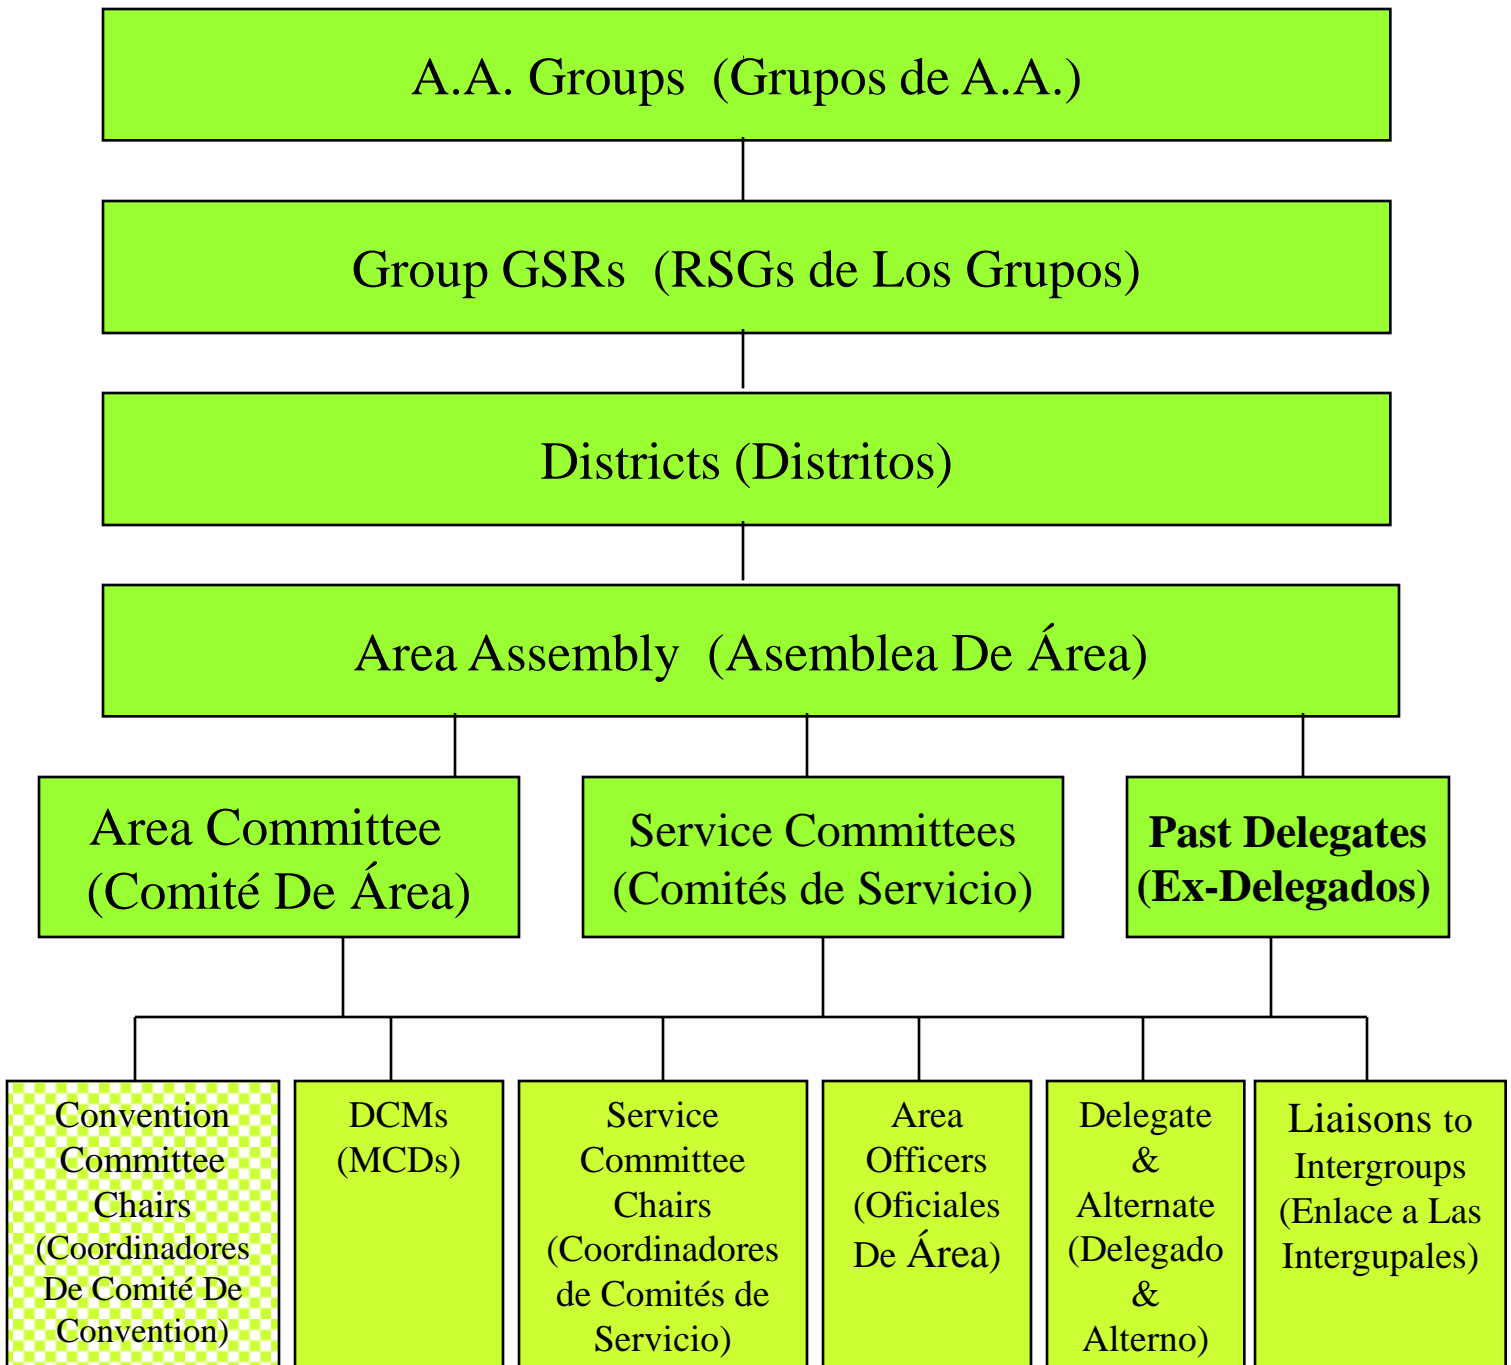 A.A. Groups (Grupos de A.A.)
Group GSRs (RSGs de Los Grupos)
Districts (Distritos)
Area Assembly (Asemblea De Área)
Area Committee
(Comité De Área)
Service Committees
(Comités de Servicio)
Past Delegates
(Ex-Delegados)
Convention
Committee
Chairs
(Coordinadores
De Comité De
Convention)
DCMs
(MCDs)
Service
Committee
Chairs
(Coordinadores
de Comités de
Servicio)
Area
Officers
(Oficiales
De Área)
Delegate
&
Alternate
(Delegado
&
Alterno)
Liaisons to
Intergroups
(Enlace a Las
Intergupales)